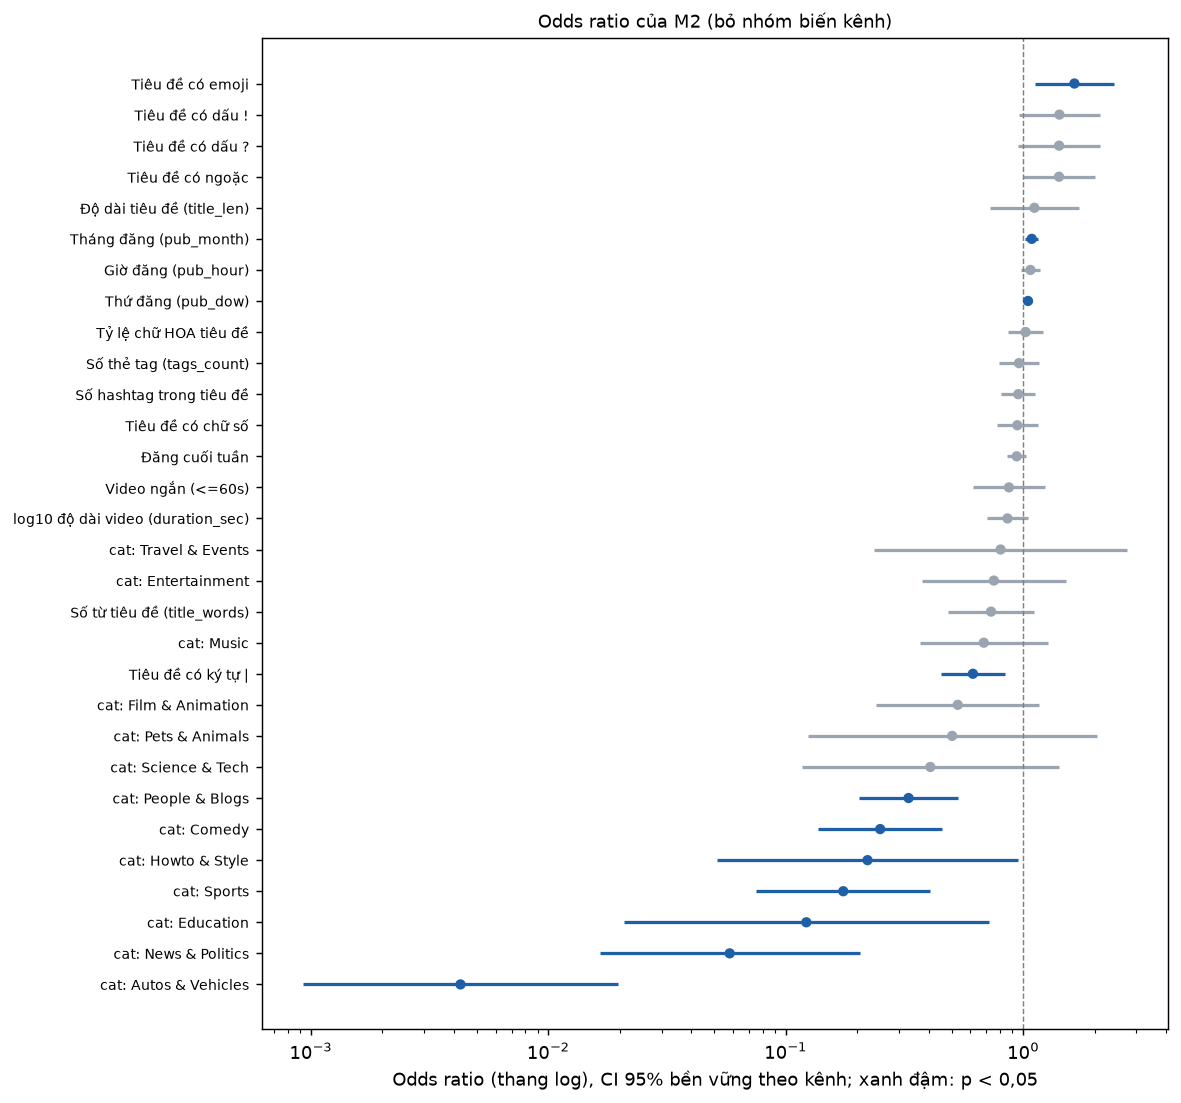 Odds ratio của M2 (bỏ nhóm biến kênh)
Tiêu đề có emoji
Tiêu đề có dấu !
Tiêu đề có dấu ?
Tiêu đề có ngoặc
Độ dài tiêu đề (title_len)
Tháng đăng (pub_month)
Giờ đăng (pub_hour)
Thứ đăng (pub_dow)
Tỷ lệ chữ HOA tiêu đề
Số thẻ tag (tags_count)
Số hashtag trong tiêu đề
Tiêu đề có chữ số
Đăng cuối tuần
Video ngắn (<=60s)
log10 độ dài video (duration_sec)
cat: Travel & Events
cat: Entertainment
Số từ tiêu đề (title_words)
cat: Music
Tiêu đề có ký tự |
cat: Film & Animation
cat: Pets & Animals
cat: Science & Tech
cat: People & Blogs
cat: Comedy
cat: Howto & Style
cat: Sports
cat: Education
cat: News & Politics
cat: Autos & Vehicles
10⁻³ 10⁻² 10⁻¹ 10⁰
Odds ratio (thang log), CI 95% bền vững theo kênh; xanh đậm: p < 0,05